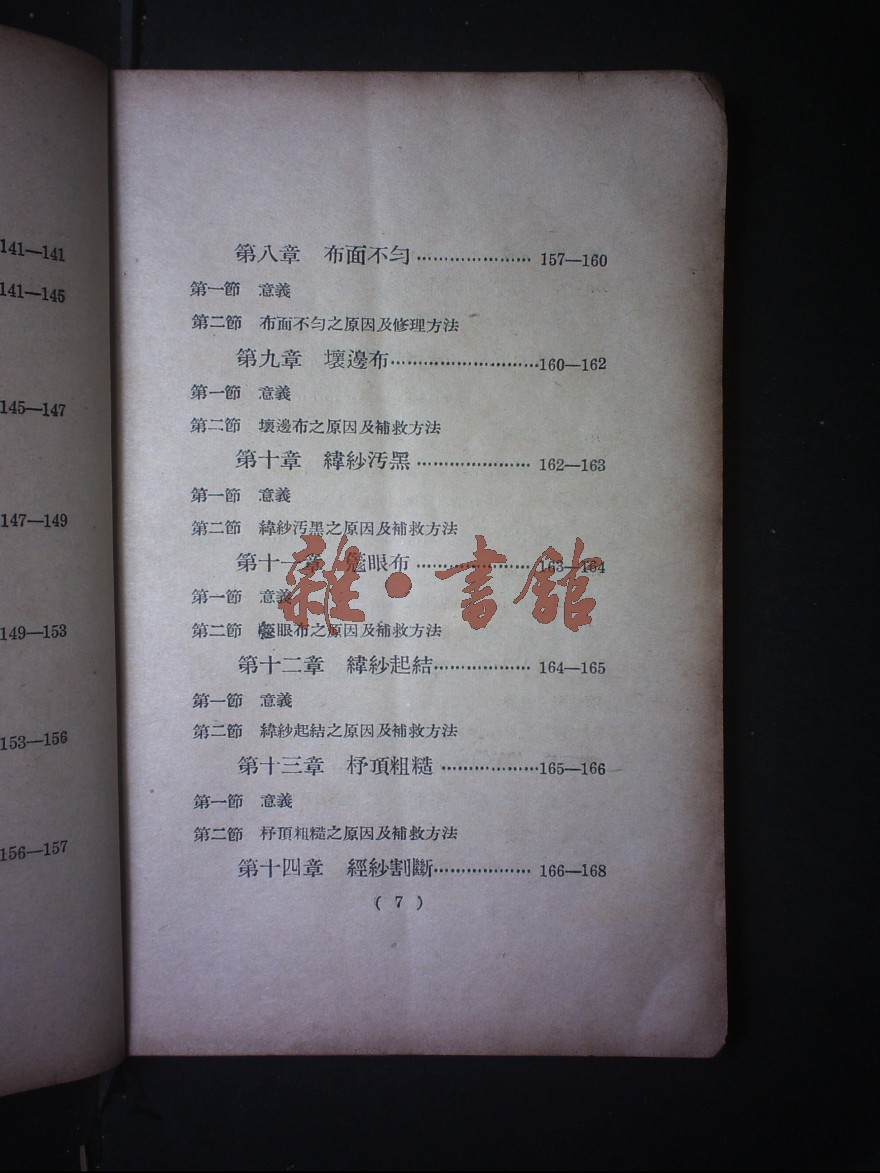 141—141
141—145
145—147
147—149
149—153
153—156
156—157
第八章 布面不勻 ………………… 157—160
第一節 意義
第二節 布面不勻之原因及修理方法
第九章 壞邊布………………………160—162
第一節 意義
第二節 壞邊布之原因及補救方法
第十章 緯紗汚黑 ………………… 162—163
第一節 意義
第二節 緯紗汚黑之原因及補救方法
第十一章 眼布 ………………… 163—164
第一節 意義
第二節 眼布之原因及補救方法
第十二章 緯紗起結……………… 164—165
第一節 意義
第二節 緯紗起結之原因及補救方法
第十三章 杼頂粗糙 ………………165—166
第一節 意義
第二節 杼頂粗糙之原因及補救方法
第十四章 經紗割斷……………… 166—168
( 7 )
雜·書館